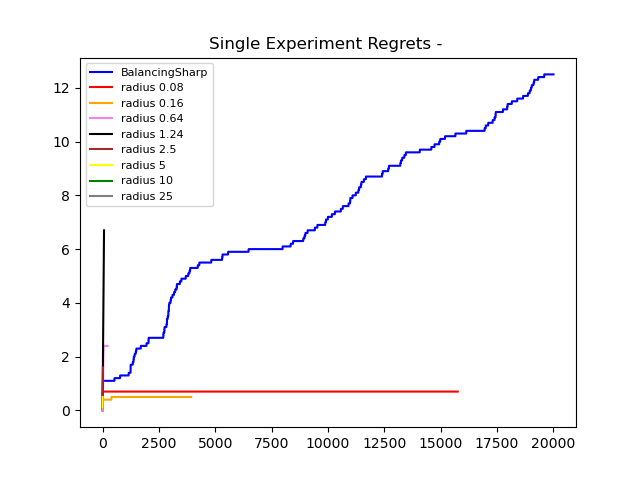 Single Experiment Regrets -
BalancingSharp
radius 0.08
radius 0.16
radius 0.64
radius 1.24
radius 2.5
radius 5
radius 10
radius 25
12
10
8
6
4
2
0
0 2500 5000 7500 10000 12500 15000 17500 20000